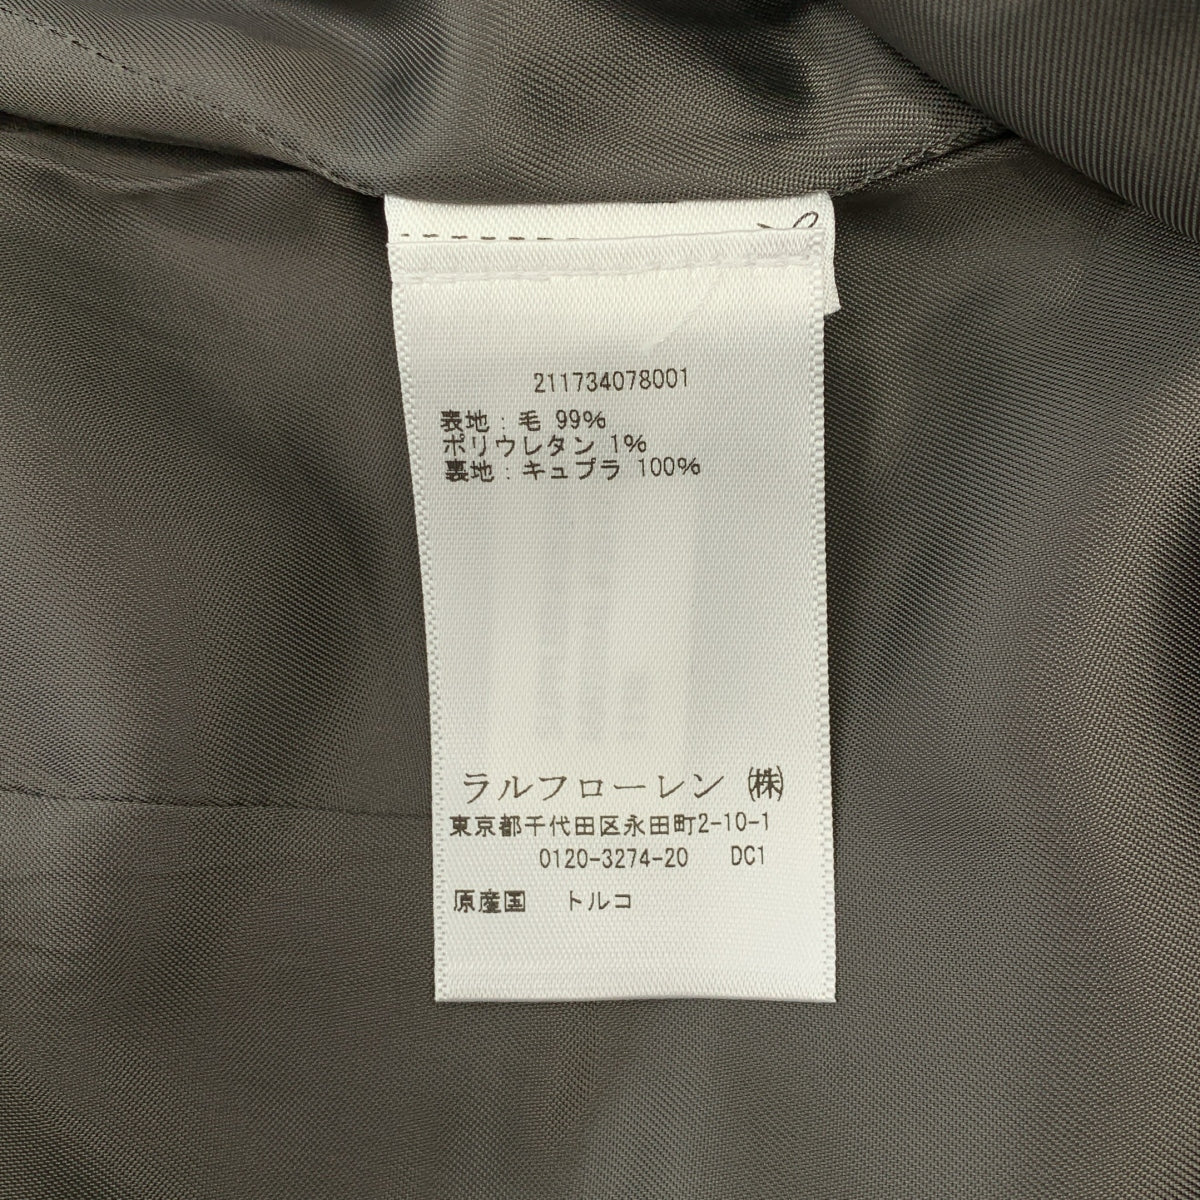 211734078001
表地：毛 99%
ポリウレタン 1%
裏地：キュプラ 100%
ラルフローレン ㈱
東京都千代田区永田町2-10-1
0120-3274-20 DC1
原産国 トルコ